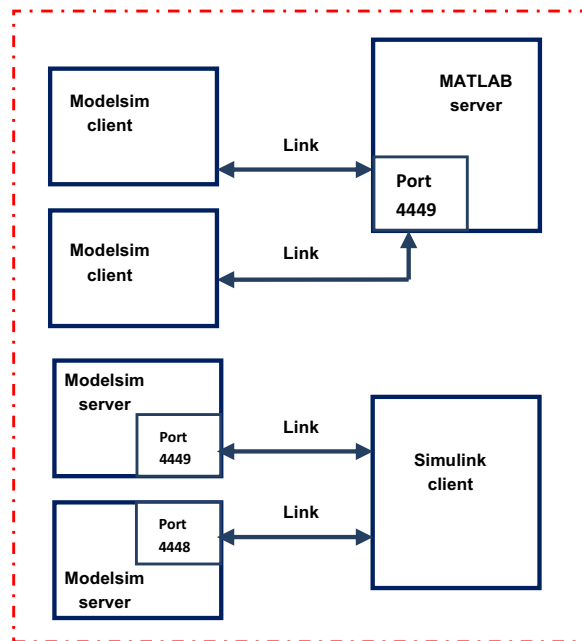 Modelsim
client
MATLAB
server
Link
Port
4449
Modelsim
client
Link
Modelsim
server
Port
4449
Link
Simulink
client
Port
4448
Link
Modelsim
server